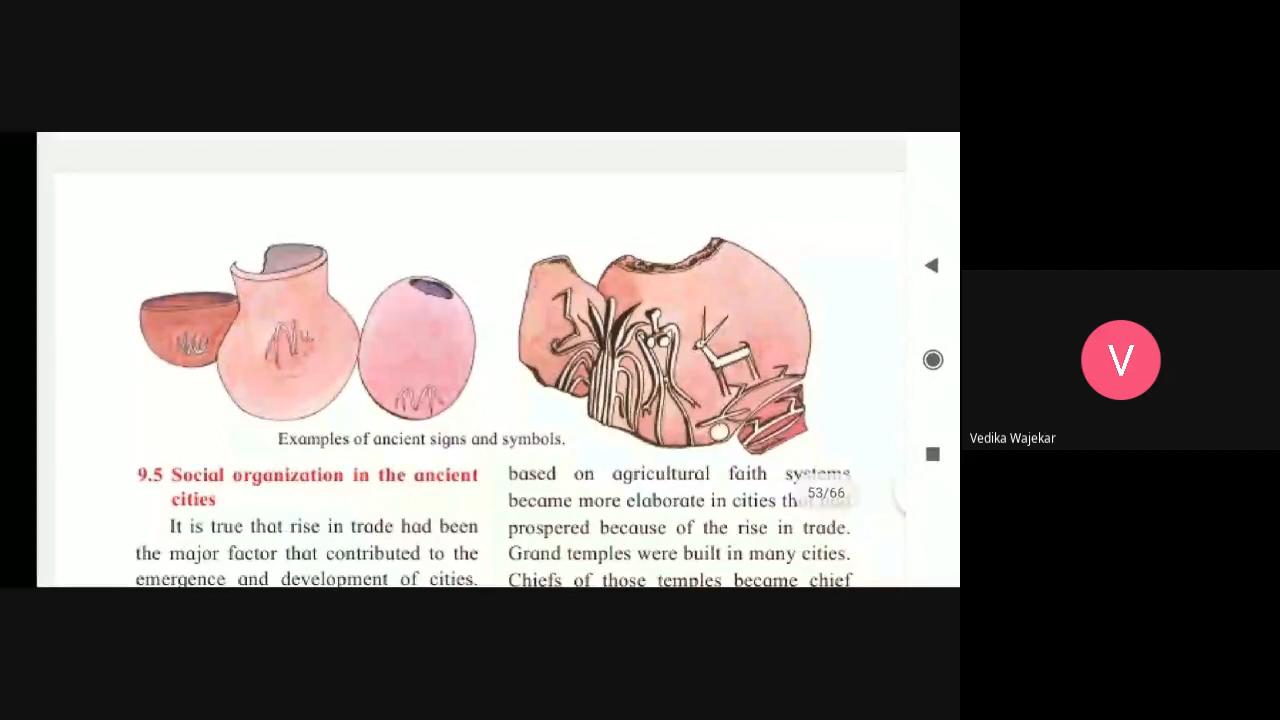 Examples of ancient signs and symbols.
9.5 Social organization in the ancient
cities
It is true that rise in trade had been
the major factor that contributed to the
emergence and development of cities.
based on agricultural faith systems
became more elaborate in cities
prospered because of the rise in trade.
Grand temples were built in many cities.
Chiefs of those temples became chief
53/66
V
Vedika Wajekar